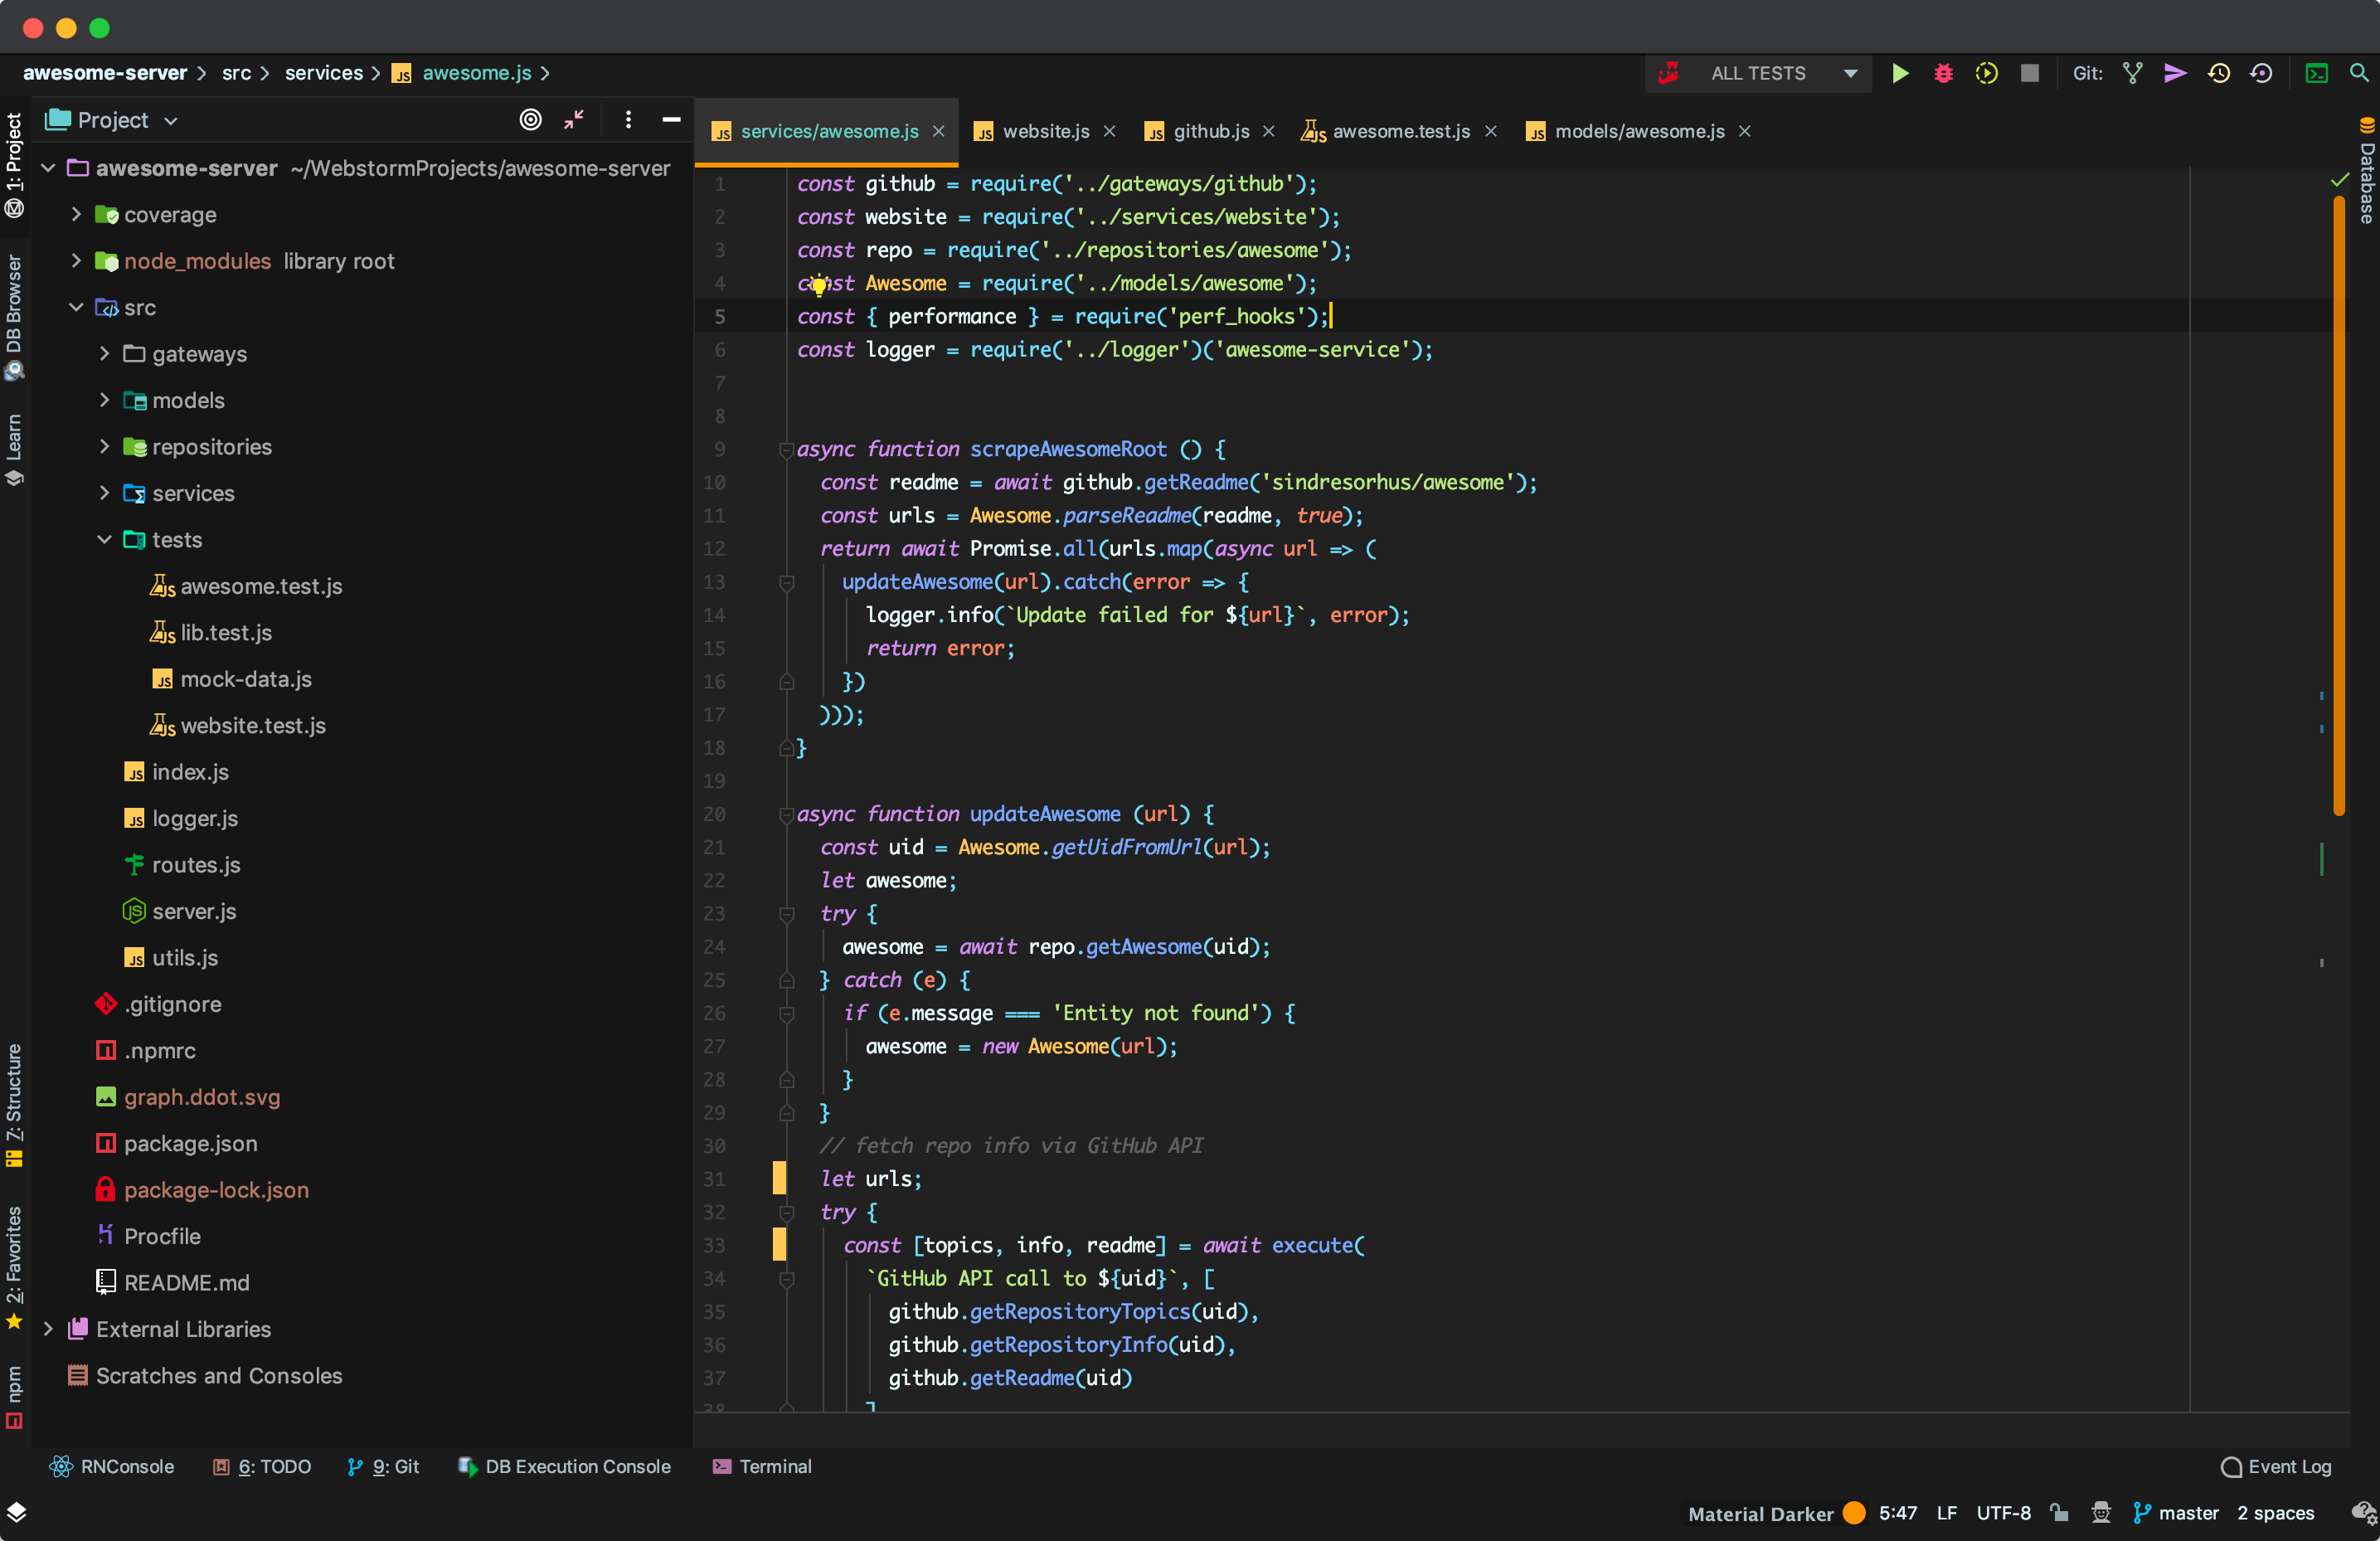 awesome-server src services awesome.js
ALL TESTS Git:
1: Project
DB Browser
Learn
7: Structure
2: Favorites
npm
Project
awesome-server ~/WebstormProjects/awesome-server
coverage
node_modules library root
src
gateways
models
repositories
services
tests
awesome.test.js
lib.test.js
mock-data.js
website.test.js
index.js
logger.js
routes.js
server.js
utils.js
.gitignore
.npmrc
graph.ddot.svg
package.json
package-lock.json
Procfile
README.md
External Libraries
Scratches and Consoles
services/awesome.js website.js github.js awesome.test.js models/awesome.js
1 const github = require('../gateways/github');
2 const website = require('../services/website');
3 const repo = require('../repositories/awesome');
4 const Awesome = require('../models/awesome');
5 const { performance } = require('perf_hooks');
6 const logger = require('../logger')('awesome-service');
7
8
9 async function scrapeAwesomeRoot () {
10 const readme = await github.getReadme('sindresorhus/awesome');
11 const urls = Awesome.parseReadme(readme, true);
12 return await Promise.all(urls.map(async url => (
13 updateAwesome(url).catch(error => {
14 logger.info(`Update failed for ${url}`, error);
15 return error;
16 })
17 )));
18 }
19
20 async function updateAwesome (url) {
21 const uid = Awesome.getUidFromUrl(url);
22 let awesome;
23 try {
24 awesome = await repo.getAwesome(uid);
25 } catch (e) {
26 if (e.message === 'Entity not found') {
27 awesome = new Awesome(url);
28 }
29 }
30 // fetch repo info via GitHub API
31 let urls;
32 try {
33 const [topics, info, readme] = await execute(
34 `GitHub API call to ${uid}`, [
35 github.getRepositoryTopics(uid),
36 github.getRepositoryInfo(uid),
37 github.getReadme(uid)
38 ]
Database
RNConsole 6: TODO 9: Git DB Execution Console Terminal Event Log
Material Darker 5:47 LF UTF-8 master 2 spaces